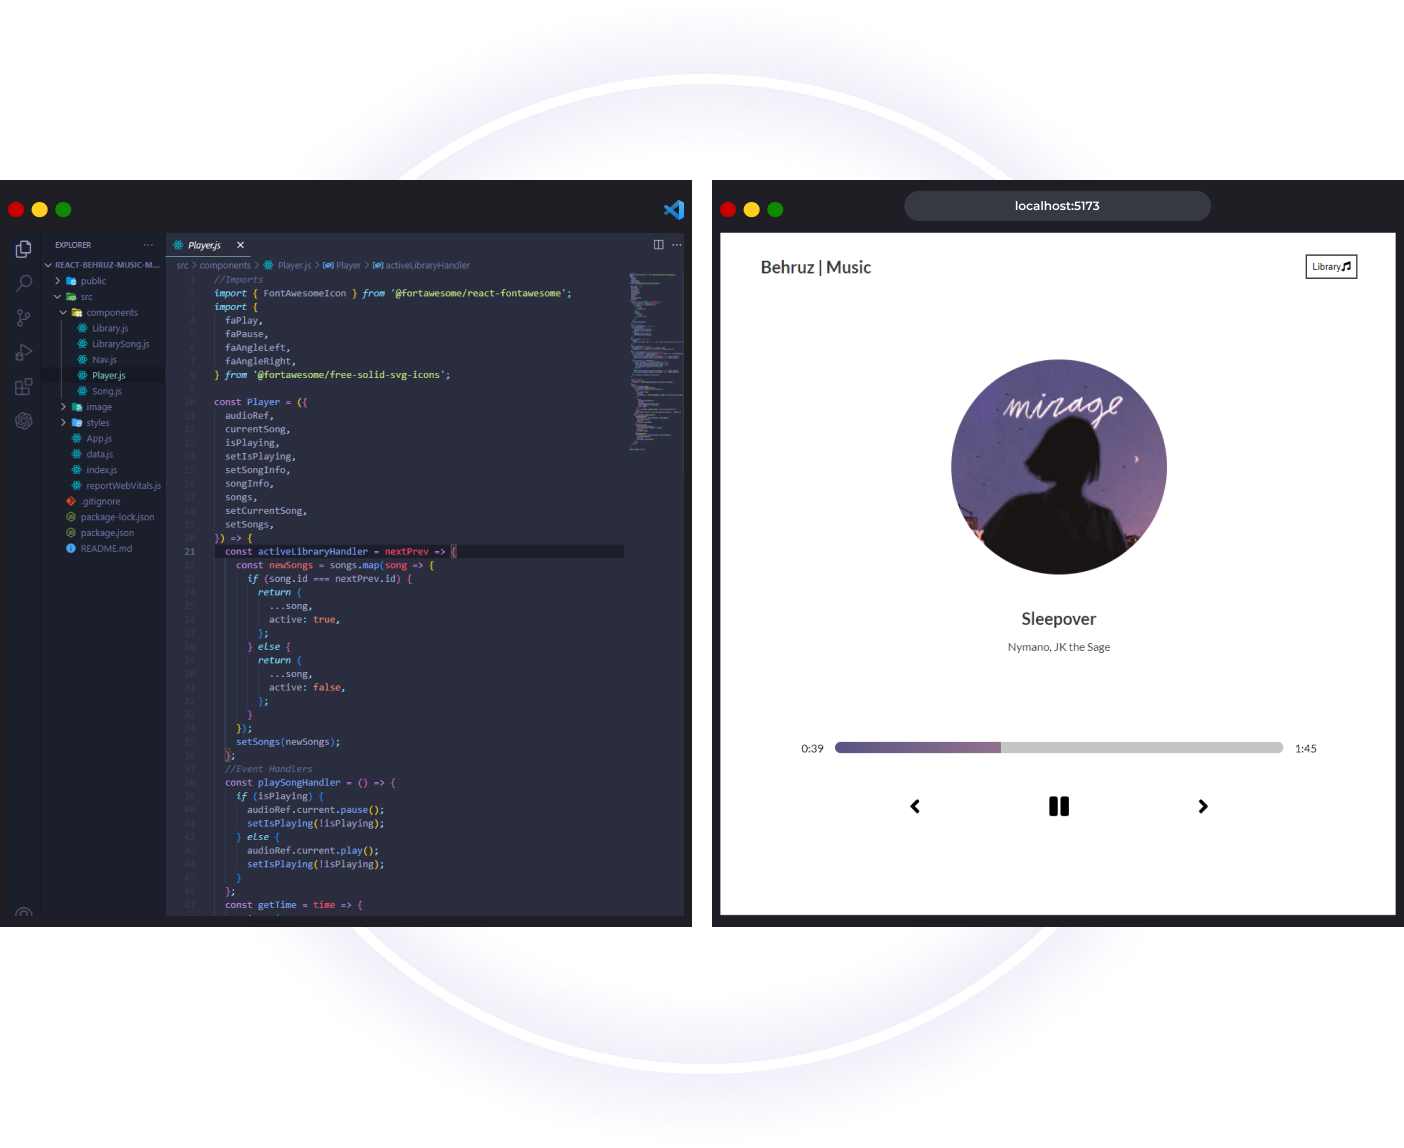 EXPLORER
REACT-BEHRUZ-MUSIC-M...
public
src
components
Library.js
LibrarySong.js
Nav.js
Player.js
Song.js
image
styles
App.js
data.js
index.js
reportWebVitals.js
.gitignore
package-lock.json
package.json
README.md
Player.js
src > components > Player.js > Player > activeLibraryHandler
1 //Imports
2 import { FontAwesomeIcon } from '@fortawesome/react-fontawesome';
3 import {
4 faPlay,
5 faPause,
6 faAngleLeft,
7 faAngleRight,
8 } from '@fortawesome/free-solid-svg-icons';
9
10 const Player = ({
11 audioRef,
12 currentSong,
13 isPlaying,
14 setIsPlaying,
15 setSongInfo,
16 songInfo,
17 songs,
18 setCurrentSong,
19 setSongs,
20 }) => {
21 const activeLibraryHandler = nextPrev => {
22 const newSongs = songs.map(song => {
23 if (song.id === nextPrev.id) {
24 return {
25 ...song,
26 active: true,
27 };
28 } else {
29 return {
30 ...song,
31 active: false,
32 };
33 }
34 });
35 setSongs(newSongs);
36 };
37 //Event Handlers
38 const playSongHandler = () => {
39 if (isPlaying) {
40 audioRef.current.pause();
41 setIsPlaying(!isPlaying);
42 } else {
43 audioRef.current.play();
44 setIsPlaying(!isPlaying);
45 }
46 };
47 const getTime = time => {
localhost:5173
Behruz | Music
Library
mirage
Sleepover
Nymano, JK the Sage
0:39
1:45